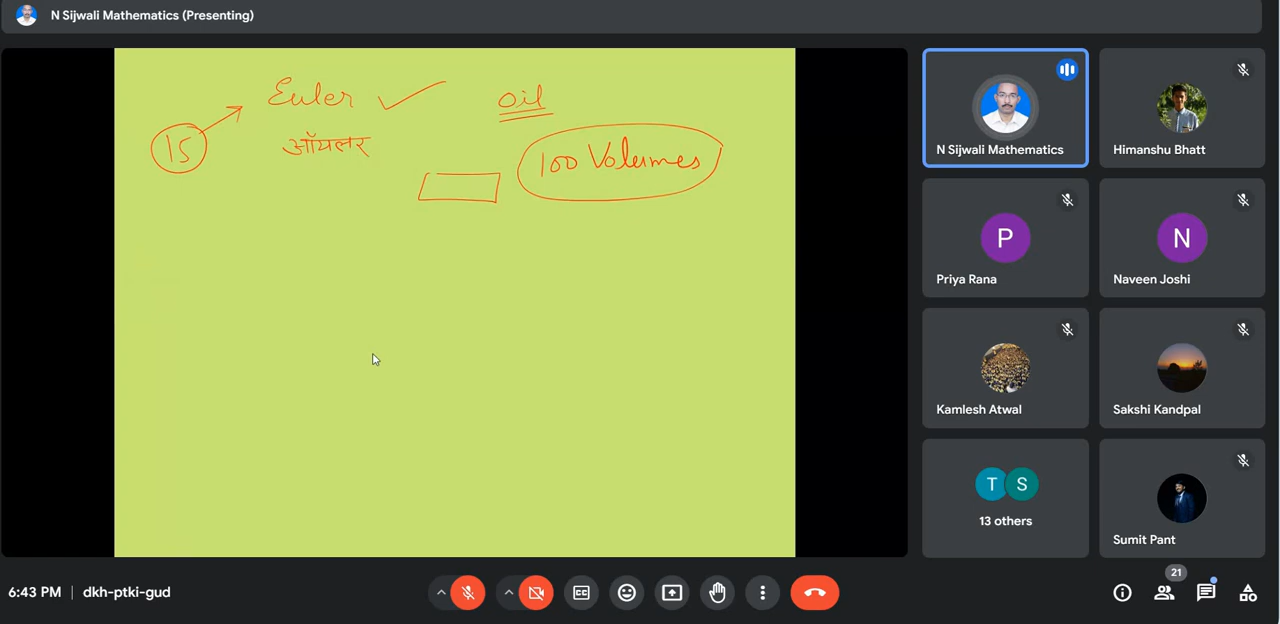 N Sijwali Mathematics (Presenting)
Euler
oil
15
ऑयलर
100 Volumes
N Sijwali Mathematics
Himanshu Bhatt
P
Priya Rana
N
Naveen Joshi
Kamlesh Atwal
Sakshi Kandpal
T S
13 others
Sumit Pant
6:43 PM | dkh-ptki-gud
CC
21